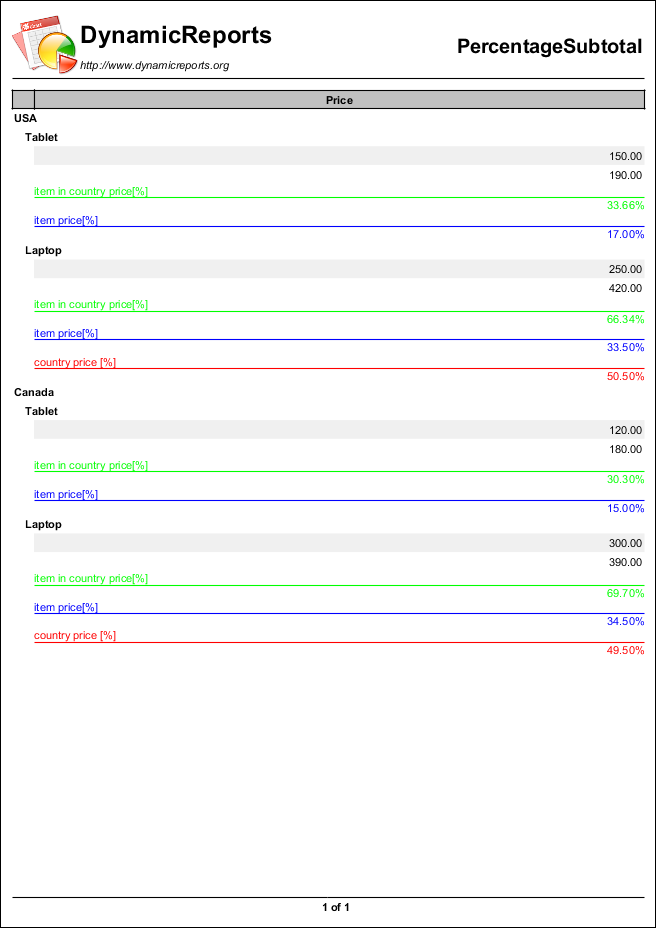 DynamicReports
http://www.dynamicreports.org
PercentageSubtotal
Price
USA
Tablet
150.00
190.00
item in country price[%]
33.66%
item price[%]
17.00%
Laptop
250.00
420.00
item in country price[%]
66.34%
item price[%]
33.50%
country price [%]
50.50%
Canada
Tablet
120.00
180.00
item in country price[%]
30.30%
item price[%]
15.00%
Laptop
300.00
390.00
item in country price[%]
69.70%
item price[%]
34.50%
country price [%]
49.50%
1 of 1